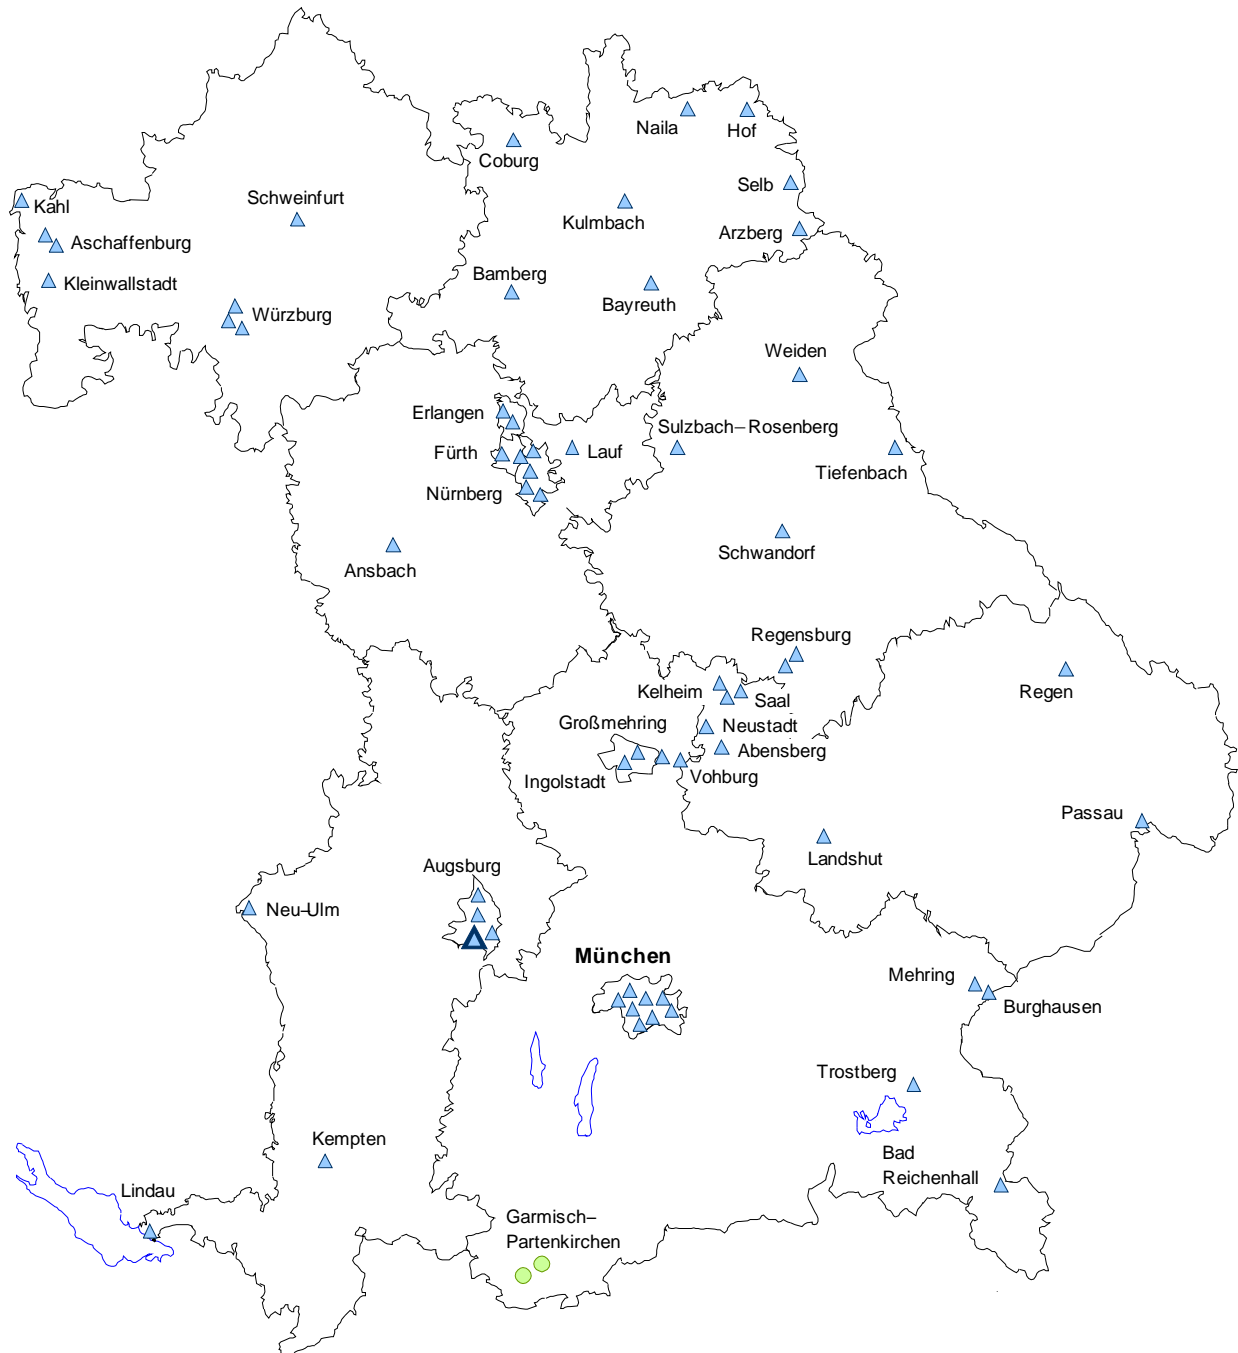 Naila
Hof
Coburg
Selb
Schweinfurt
Kahl
Kulmbach
Arzberg
Aschaffenburg
Bamberg
Kleinwallstadt
Bayreuth
Würzburg
Weiden
Erlangen
Sulzbach–Rosenberg
Fürth
Lauf
Tiefenbach
Nürnberg
Schwandorf
Ansbach
Regensburg
Kelheim
Regen
Saal
Großmehring
Neustadt
Abensberg
Ingolstadt
Vohburg
Passau
Landshut
Augsburg
Neu–Ulm
München
Mehring
Burghausen
Trostberg
Kempten
Bad
Reichenhall
Lindau
Garmisch–
Partenkirchen